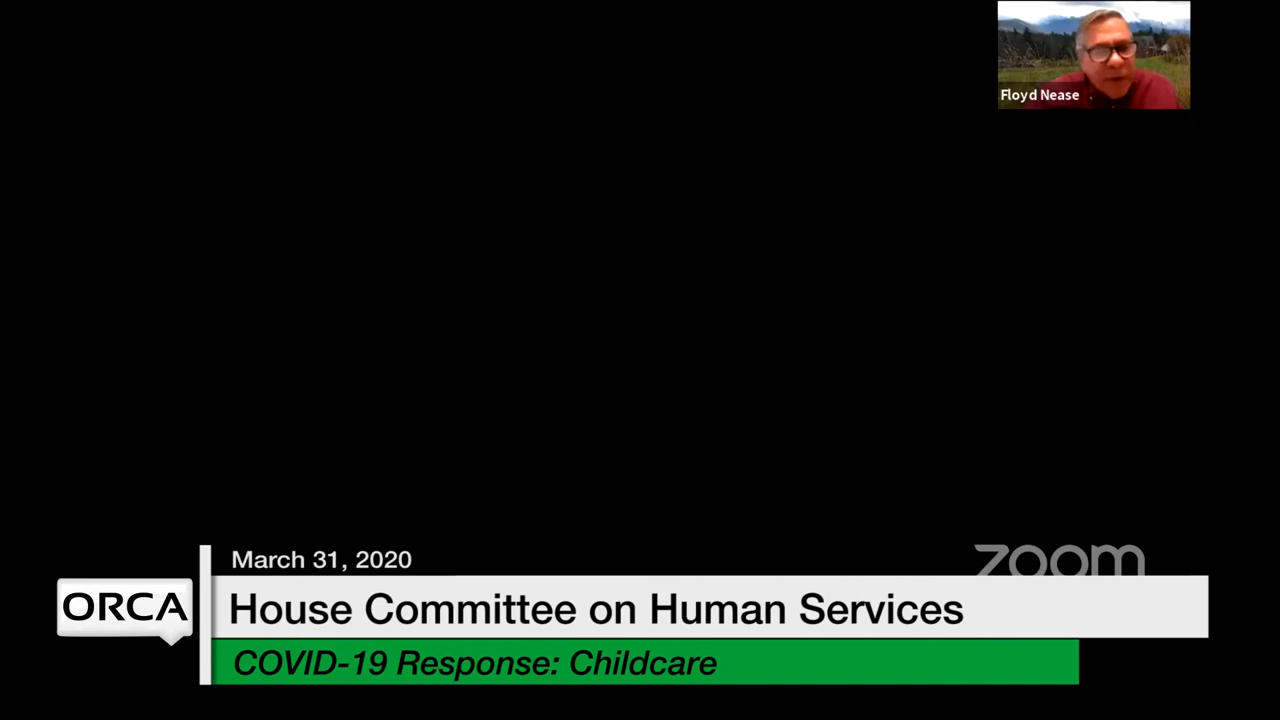 Floyd Nease
March 31, 2020
zoom
ORCA
House Committee on Human Services
COVID-19 Response: Childcare